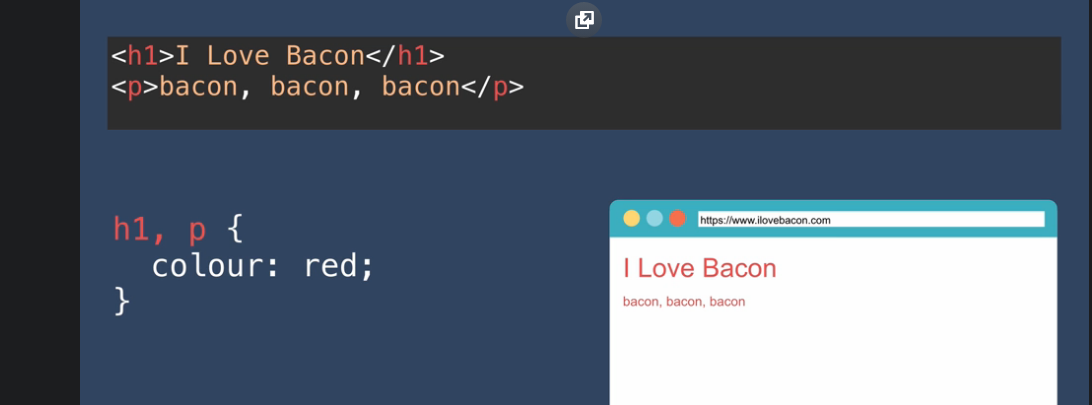 <h1>I Love Bacon</h1>
<p>bacon, bacon, bacon</p>
h1, p {
  colour: red;
}
https://www.ilovebacon.com
I Love Bacon
bacon, bacon, bacon